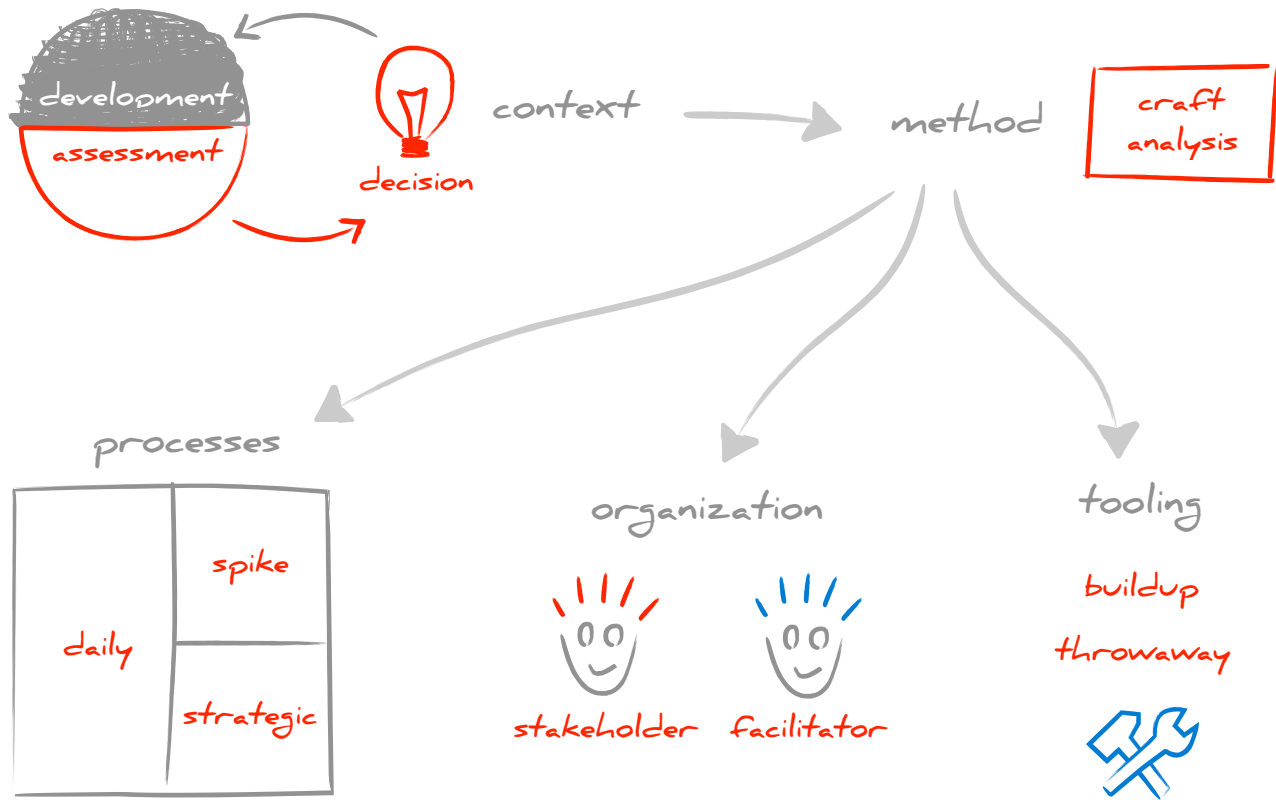 development
assessment
decision
context
method
craft
analysis
processes
daily
spike
strategic
organization
stakeholder
facilitator
tooling
buildup
throwaway